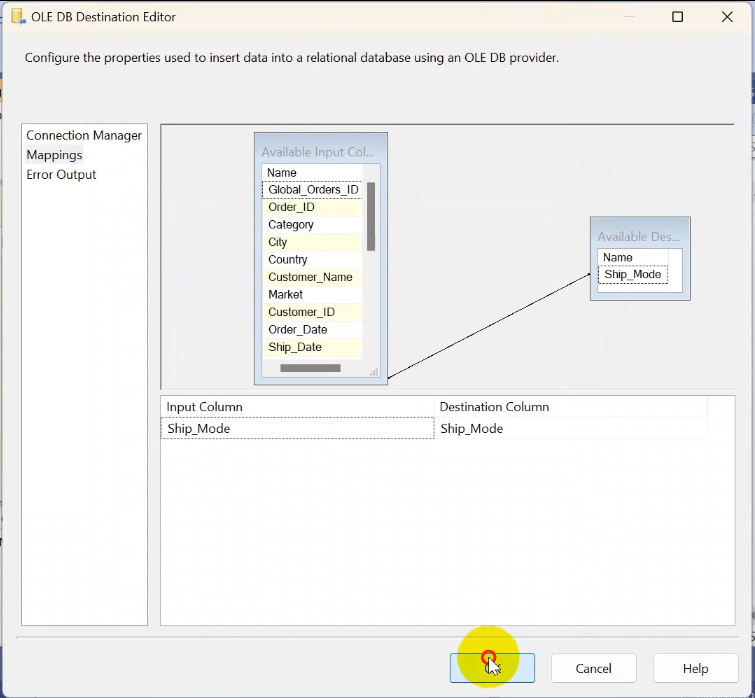 OLE DB Destination Editor
Configure the properties used to insert data into a relational database using an OLE DB provider.
Connection Manager
Mappings
Error Output
Available Input Col...
Name
Global_Orders_ID
Order_ID
Category
City
Country
Customer_Name
Market
Customer_ID
Order_Date
Ship_Date
Available Des...
Name
Ship_Mode
Input Column Destination Column
Ship_Mode Ship_Mode
Cancel Help